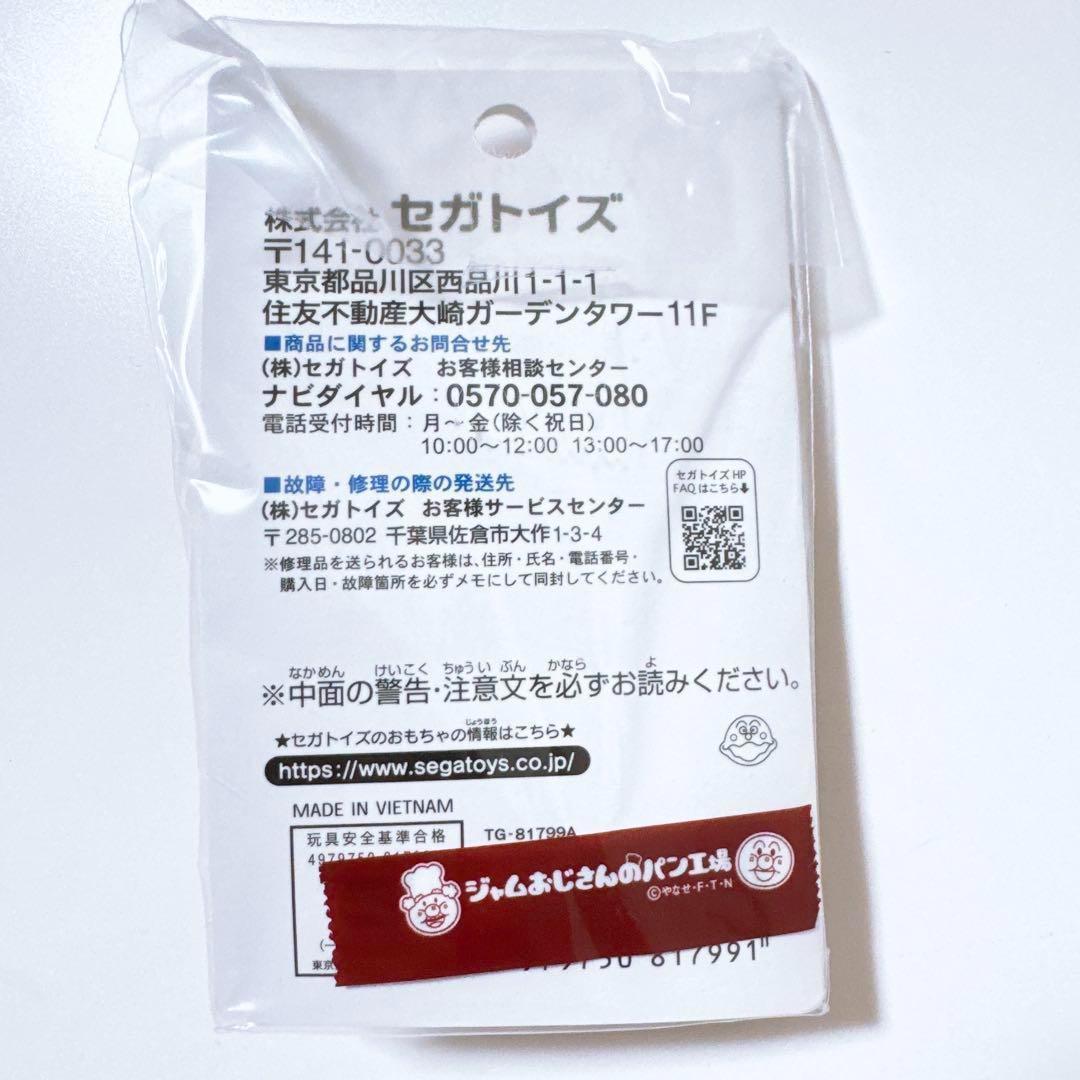 株式会社 セガトイズ
〒141-0033
東京都品川区西品川1-1-1
住友不動産大崎ガーデンタワー11F
■商品に関するお問合せ先
(株)セガトイズ お客様相談センター
ナビダイヤル：0570-057-080
電話受付時間：月〜金(除く祝日)
10:00〜12:00 13:00〜17:00
■故障・修理の際の発送先
(株)セガトイズ お客様サービスセンター
〒285-0802 千葉県佐倉市大作1-3-4
※修理品を送られるお客様は、住所・氏名・電話番号・
購入日・故障箇所を必ずメモにして同封してください。
セガトイズHP
FAQはこちら⬇
なかめん けいこく ちゅういぶん かなら よ
※中面の警告・注意文を必ずお読みください。
じょうほう
★セガトイズのおもちゃの情報はこちら★
https://www.segatoys.co.jp/
MADE IN VIETNAM
玩具安全基準合格
TG-81799A
ジャムおじさんのパン工場
©やなせ・F・T・N
東京
817991